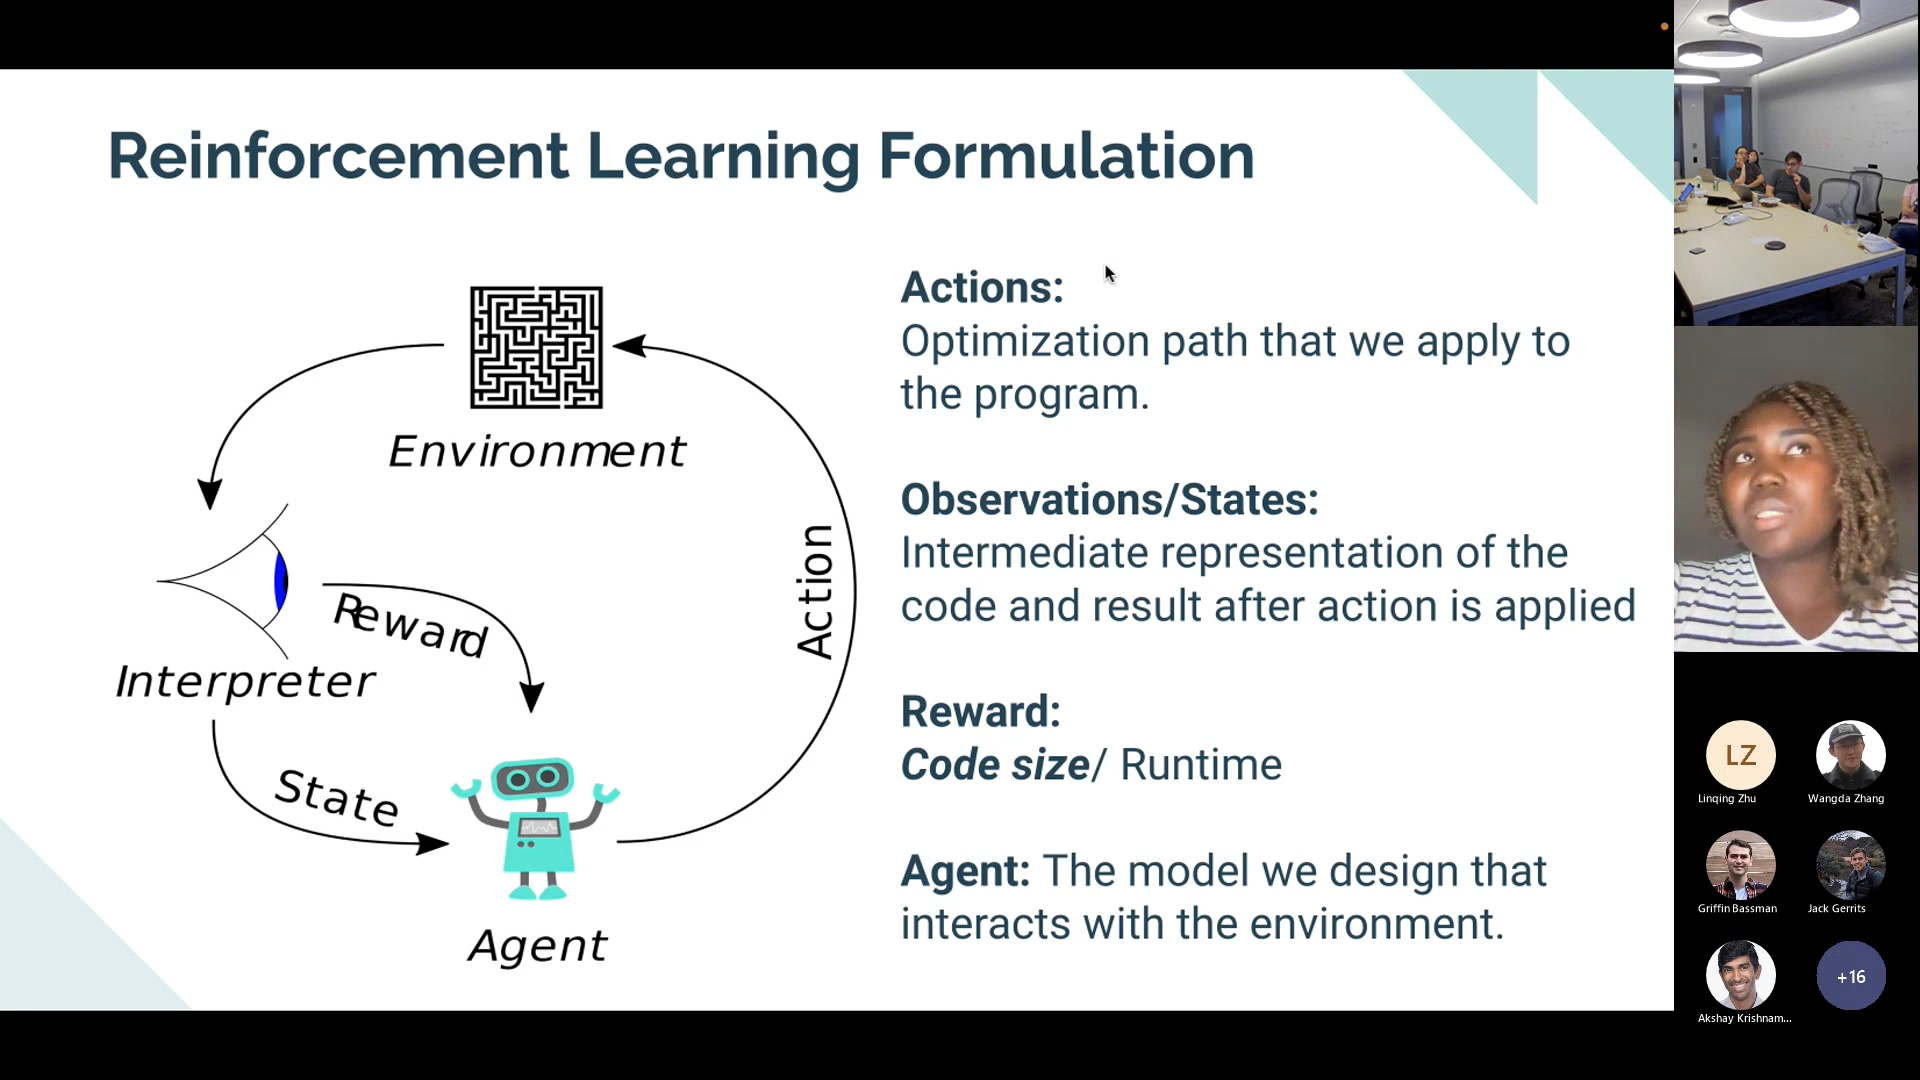 Reinforcement Learning Formulation
Environment
Reward
Interpreter
State
Action
Agent
Actions:
Optimization path that we apply to
the program.
Observations/States:
Intermediate representation of the
code and result after action is applied
Reward:
Code size/ Runtime
Agent: The model we design that
interacts with the environment.
LZ
Linqing Zhu
Wangda Zhang
Griffin Bassman
Jack Gerrits
Akshay Krishnam...
+16